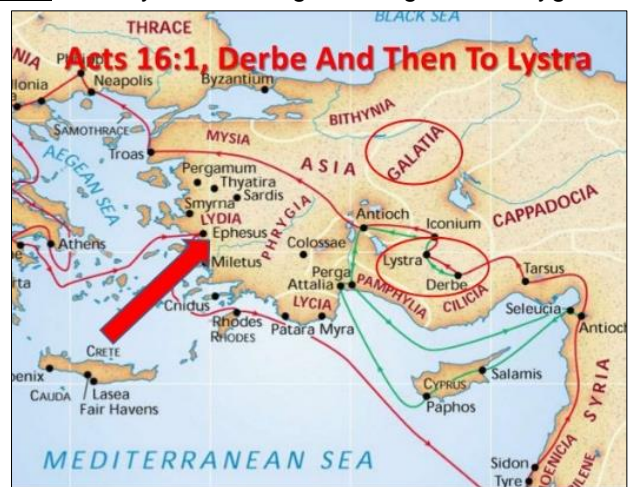 Acts 16:1, Derbe And Then To Lystra
BLACK SEA
THRACE
Neapolis
Byzantium
SAMOTHRACE
BITHYNIA
MYSIA
GALATIA
Troas
ASIA
AEGEAN SEA
Pergamum
Thyatira
Sardis
Smyrna
LYDIA
PHRYGIA
CAPPADOCIA
Antioch
Iconium
Athens
Ephesus
Colossae
Lystra
Derbe
Tarsus
Miletus
Perga
Attalia
PAMPHYLIA
CILICIA
Cnidus
LYCIA
Seleucia
Antioch
Rhodes
RHODES
Patara
Myra
CRETE
CYPRUS
Salamis
Paphos
SYRIA
CAUDA
Lasea
Fair Havens
MEDITERRANEAN SEA
Sidon
Tyre